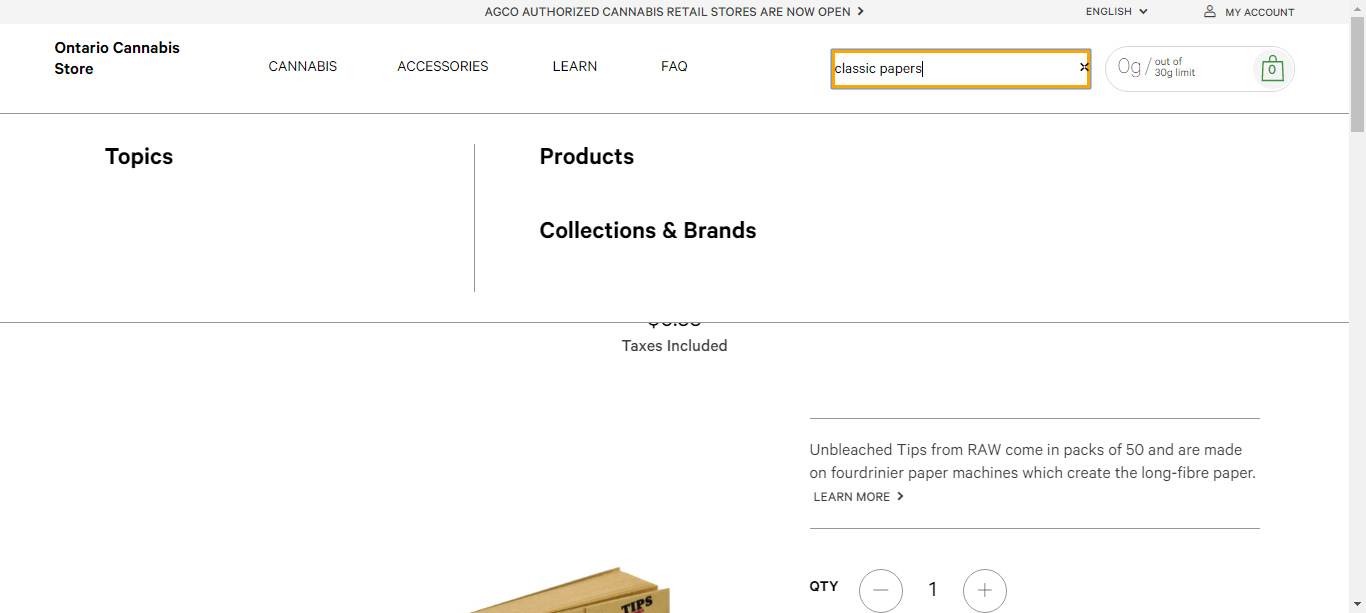 AGCO AUTHORIZED CANNABIS RETAIL STORES ARE NOW OPEN
ENGLISH
MY ACCOUNT
Ontario Cannabis
Store
CANNABIS
ACCESSORIES
LEARN
FAQ
classic papers
0g / out of
30g limit
0
Topics
Products
Collections & Brands
Taxes Included
Unbleached Tips from RAW come in packs of 50 and are made
on fourdrinier paper machines which create the long-fibre paper.
LEARN MORE
TIPS
QTY
1